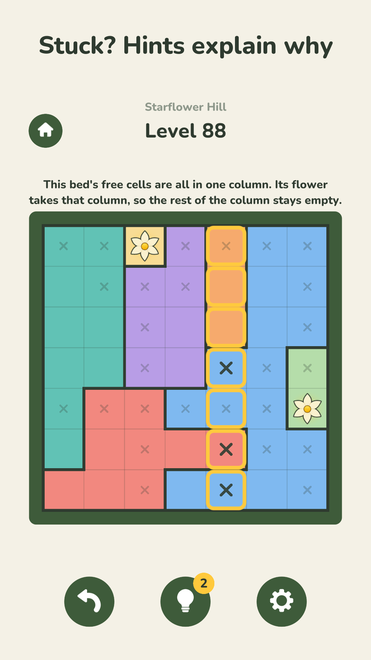 Stuck? Hints explain why
Starflower Hill
Level 88
This bed's free cells are all in one column. Its flower
takes that column, so the rest of the column stays empty.
2